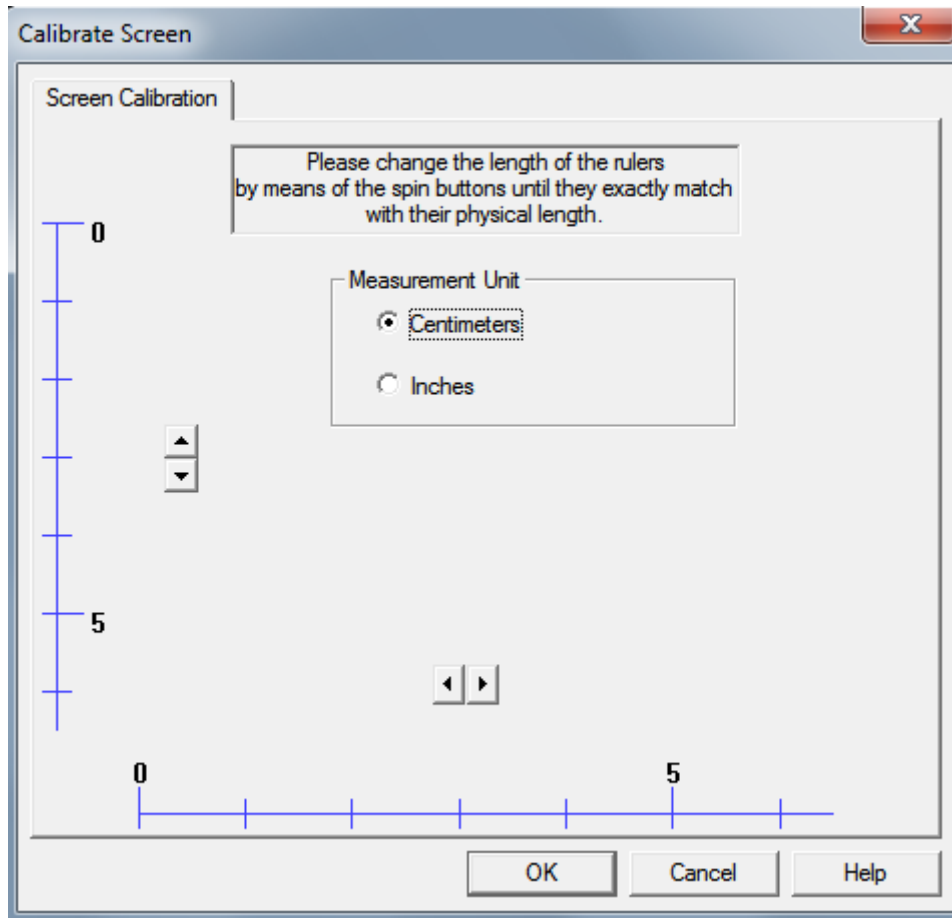 Calibrate Screen
Screen Calibration
Please change the length of the rulers
by means of the spin buttons until they exactly match
with their physical length.
0
Measurement Unit
Centimeters
Inches
5
0
5
OK
Cancel
Help